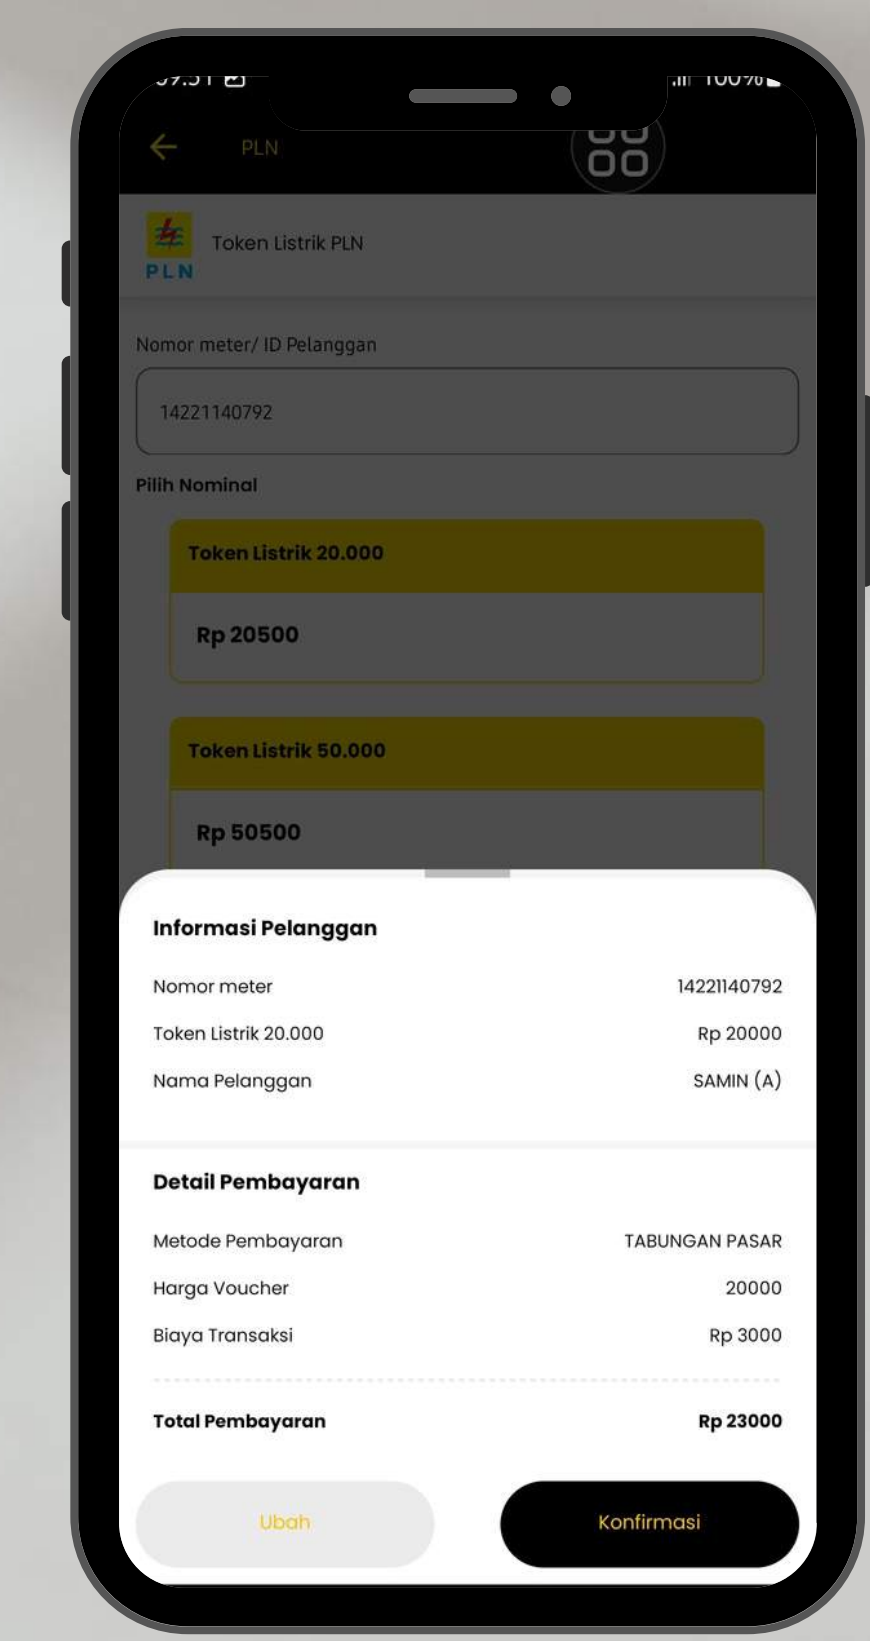 100%
PLN
Token Listrik PLN
PLN
Nomor meter/ ID Pelanggan
14221140792
Pilih Nominal
Token Listrik 20.000
Rp 20500
Token Listrik 50.000
Rp 50500
Informasi Pelanggan
Nomor meter 14221140792
Token Listrik 20.000 Rp 20000
Nama Pelanggan SAMIN (A)
Detail Pembayaran
Metode Pembayaran TABUNGAN PASAR
Harga Voucher 20000
Biaya Transaksi Rp 3000
Total Pembayaran Rp 23000
Ubah Konfirmasi